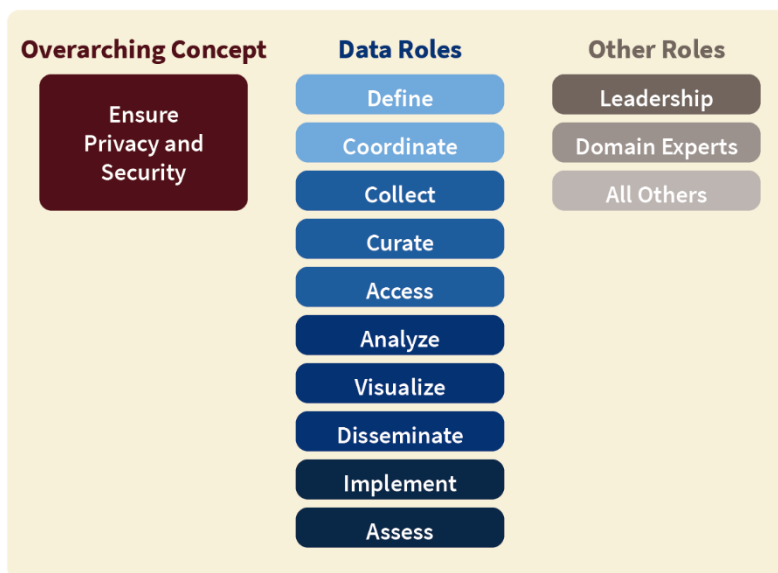 Overarching Concept
Ensure
Privacy and
Security
Data Roles
Define
Coordinate
Collect
Curate
Access
Analyze
Visualize
Disseminate
Implement
Assess
Other Roles
Leadership
Domain Experts
All Others